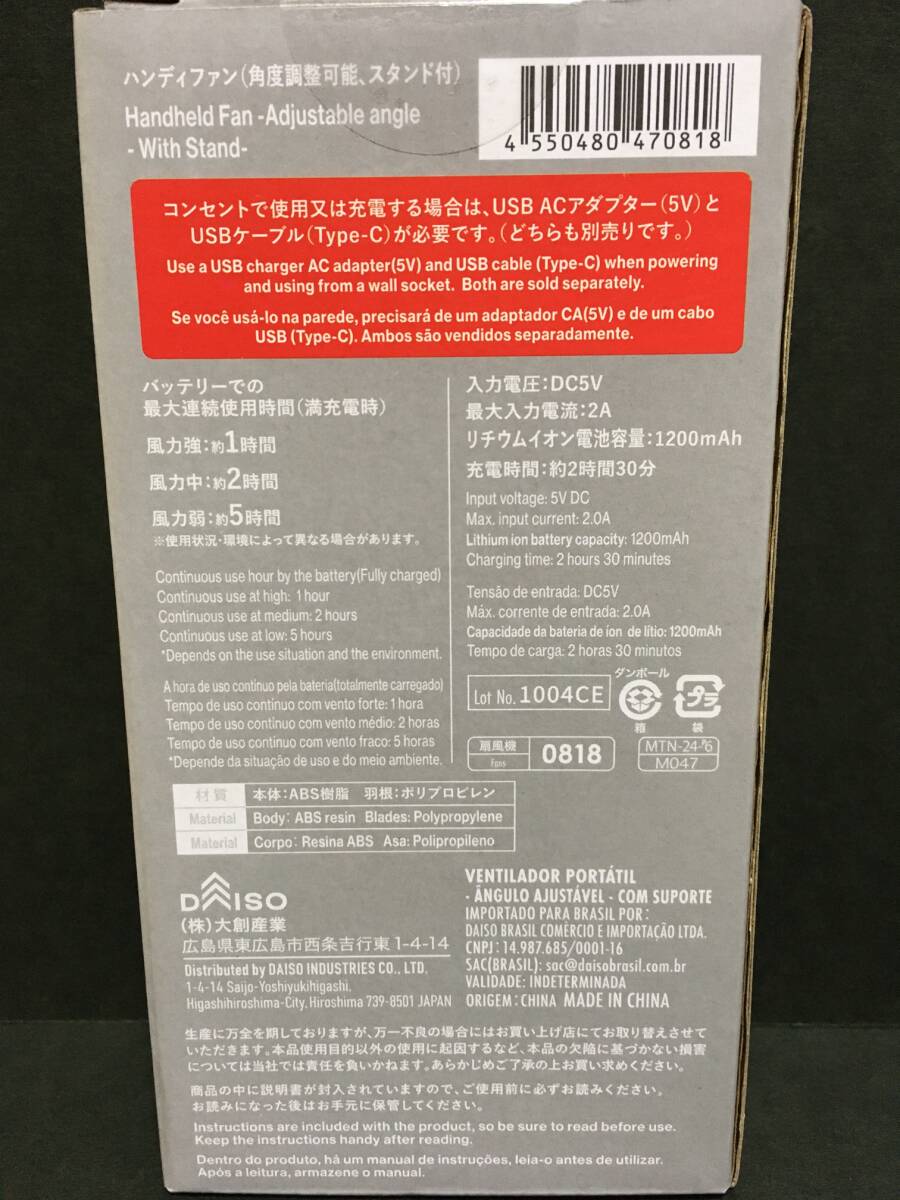 ハンディファン(角度調整可能、スタンド付)
Handheld Fan -Adjustable angle
- With Stand-
4 550480 470818
コンセントで使用又は充電する場合は、USB ACアダプター(5V)と
USBケーブル(Type-C)が必要です。(どちらも別売りです。)
Use a USB charger AC adapter(5V) and USB cable (Type-C) when powering
and using from a wall socket. Both are sold separately.
Se você usá-lo na parede, precisará de um adaptador CA(5V) e de um cabo
USB (Type-C). Ambos são vendidos separadamente.
バッテリーでの
最大連続使用時間(満充電時)
風力強:約1時間
風力中:約2時間
風力弱:約5時間
※使用状況・環境によって異なる場合があります。
Continuous use hour by the battery(Fully charged)
Continuous use at high: 1 hour
Continuous use at medium: 2 hours
Continuous use at low: 5 hours
*Depends on the use situation and the environment.
A hora de uso contínuo pela bateria(totalmente carregado)
Tempo de uso contínuo com vento forte: 1 hora
Tempo de uso contínuo com vento médio: 2 horas
Tempo de uso contínuo com vento fraco: 5 horas
*Depende da situação de uso e do meio ambiente.
入力電圧:DC5V
最大入力電流:2A
リチウムイオン電池容量:1200mAh
充電時間:約2時間30分
Input voltage: 5V DC
Max. input current: 2.0A
Lithium ion battery capacity: 1200mAh
Charging time: 2 hours 30 minutes
Tensão de entrada: DC5V
Máx. corrente de entrada: 2.0A
Capacidade da bateria de íon de lítio: 1200mAh
Tempo de carga: 2 horas 30 minutos
Lot No. 1004CE
ダンボール
箱
プラ
袋
扇風機
Fans
0818
MTN-24-#6
M047
材質 本体:ABS樹脂 羽根:ポリプロピレン
Material Body: ABS resin Blades: Polypropylene
Material Corpo: Resina ABS Asa: Polipropileno
DAISO
(株)大創産業
広島県東広島市西条吉行東1-4-14
Distributed by DAISO INDUSTRIES CO., LTD.
1-4-14 Saijo-Yoshiyukihigashi,
Higashihiroshima-City, Hiroshima 739-8501 JAPAN
VENTILADOR PORTÁTIL
- ÂNGULO AJUSTÁVEL - COM SUPORTE
IMPORTADO PARA BRASIL POR:
DAISO BRASIL COMÉRCIO E IMPORTAÇÃO LTDA.
CNPJ: 14.987.685/0001-16
SAC(BRASIL): sac@daisobrasil.com.br
VALIDADE: INDETERMINADA
ORIGEM: CHINA MADE IN CHINA
生産に万全を期しておりますが、万一不良の場合にはお買い上げ店にてお取り替えさせて
いただきます。本品使用目的以外の使用に起因するなど、本品の欠陥に基づかない損害
については当社では責任を負いかねます。あらかじめご了承の上お買い求めください。
商品の中に説明書が封入されていますので、ご使用前に必ずお読みください。
お読みになった後はお手元に保管してください。
Instructions are included with the product, so be sure to read before use.
Keep the instructions handy after reading.
Dentro do produto, há um manual de instruções, leia-o antes de utilizar.
Após a leitura, armazene o manual.